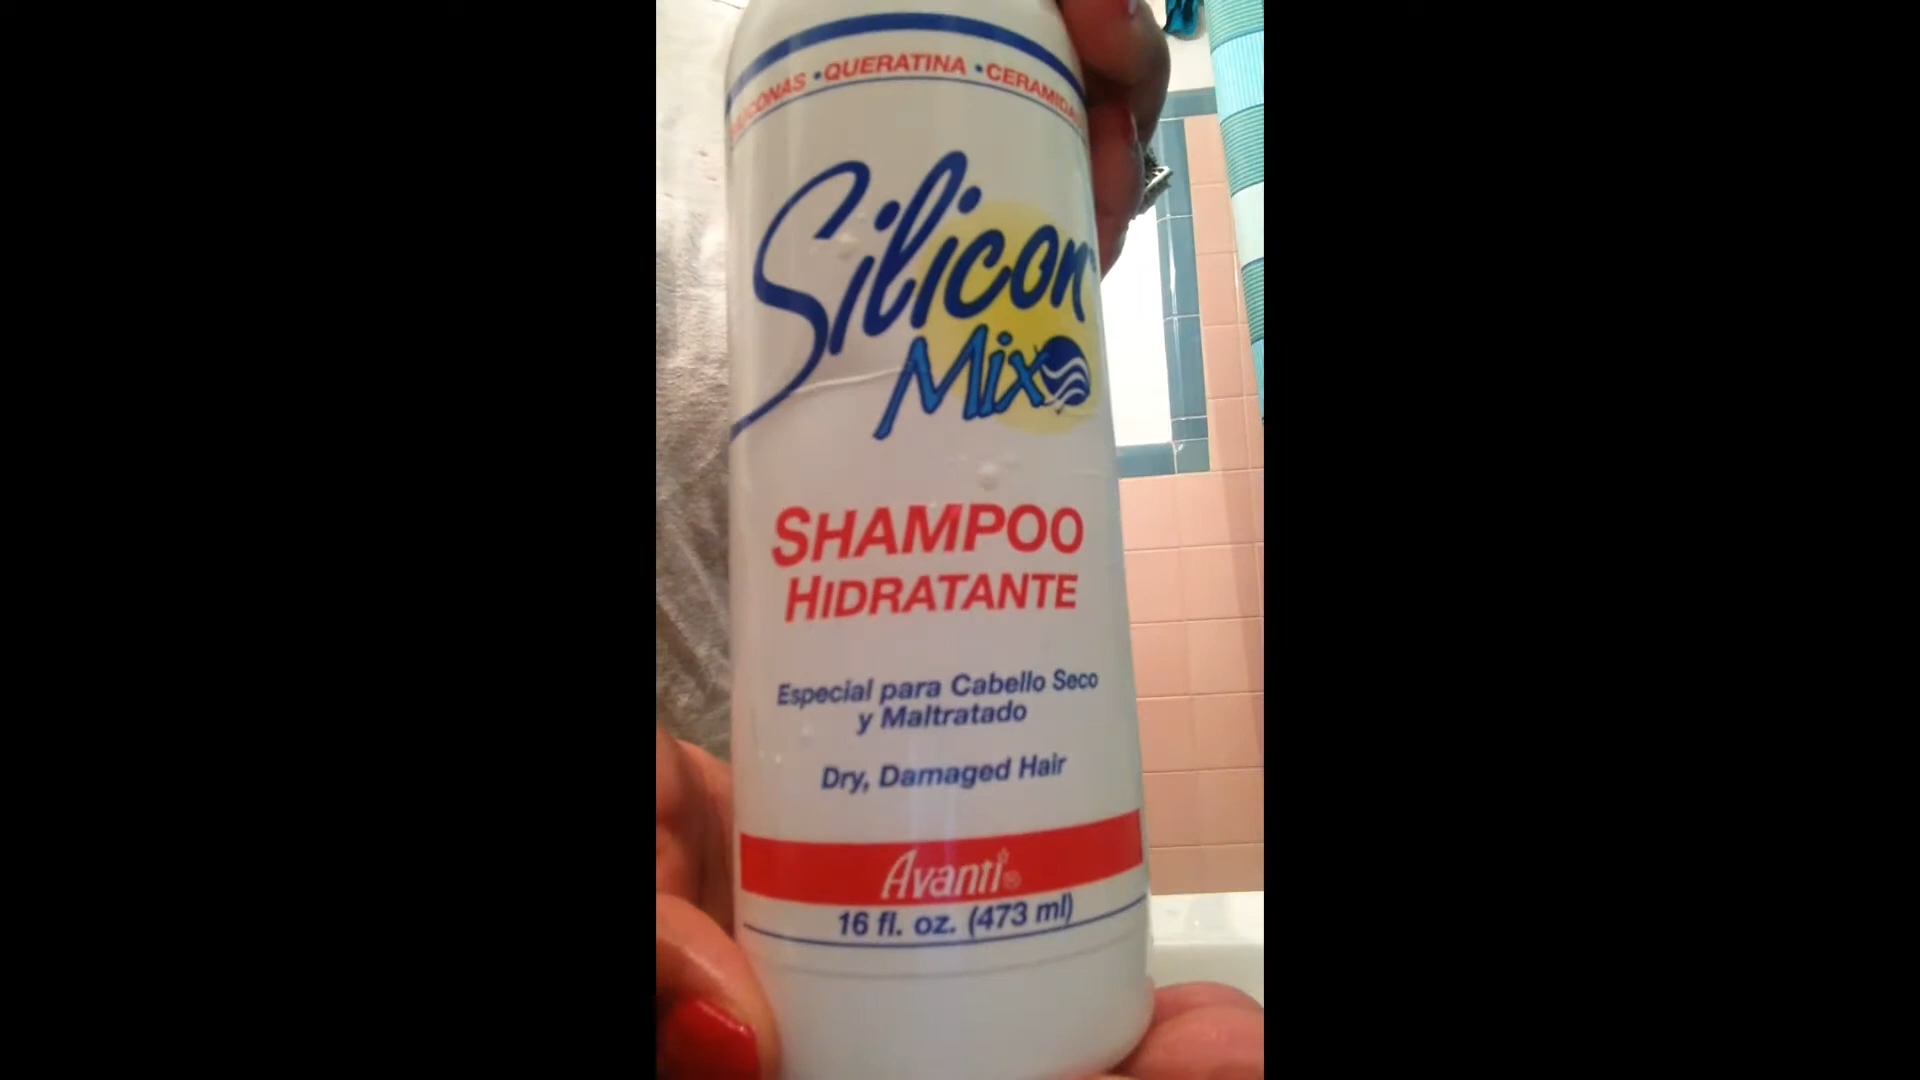 •QUERATINA •CERAMIDA
Silicon
Mix
SHAMPOO
HIDRATANTE
Especial para Cabello Seco
y Maltratado
Dry, Damaged Hair
Avanti®
16 fl. oz. (473 ml)